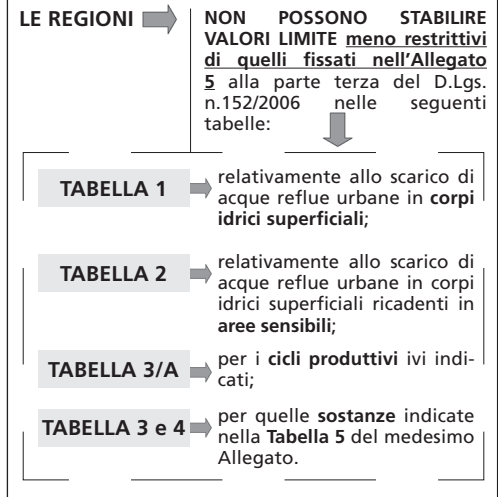 LE REGIONI
NON POSSONO STABILIRE
VALORI LIMITE meno restrittivi
di quelli fissati nell'Allegato
5 alla parte terza del D.Lgs.
n.152/2006 nelle seguenti
tabelle:
TABELLA 1
relativamente allo scarico di
acque reflue urbane in corpi
idrici superficiali;
TABELLA 2
relativamente allo scarico di
acque reflue urbane in corpi
idrici superficiali ricadenti in
aree sensibili;
TABELLA 3/A
per i cicli produttivi ivi indi-
cati;
TABELLA 3 e 4
per quelle sostanze indicate
nella Tabella 5 del medesimo
Allegato.